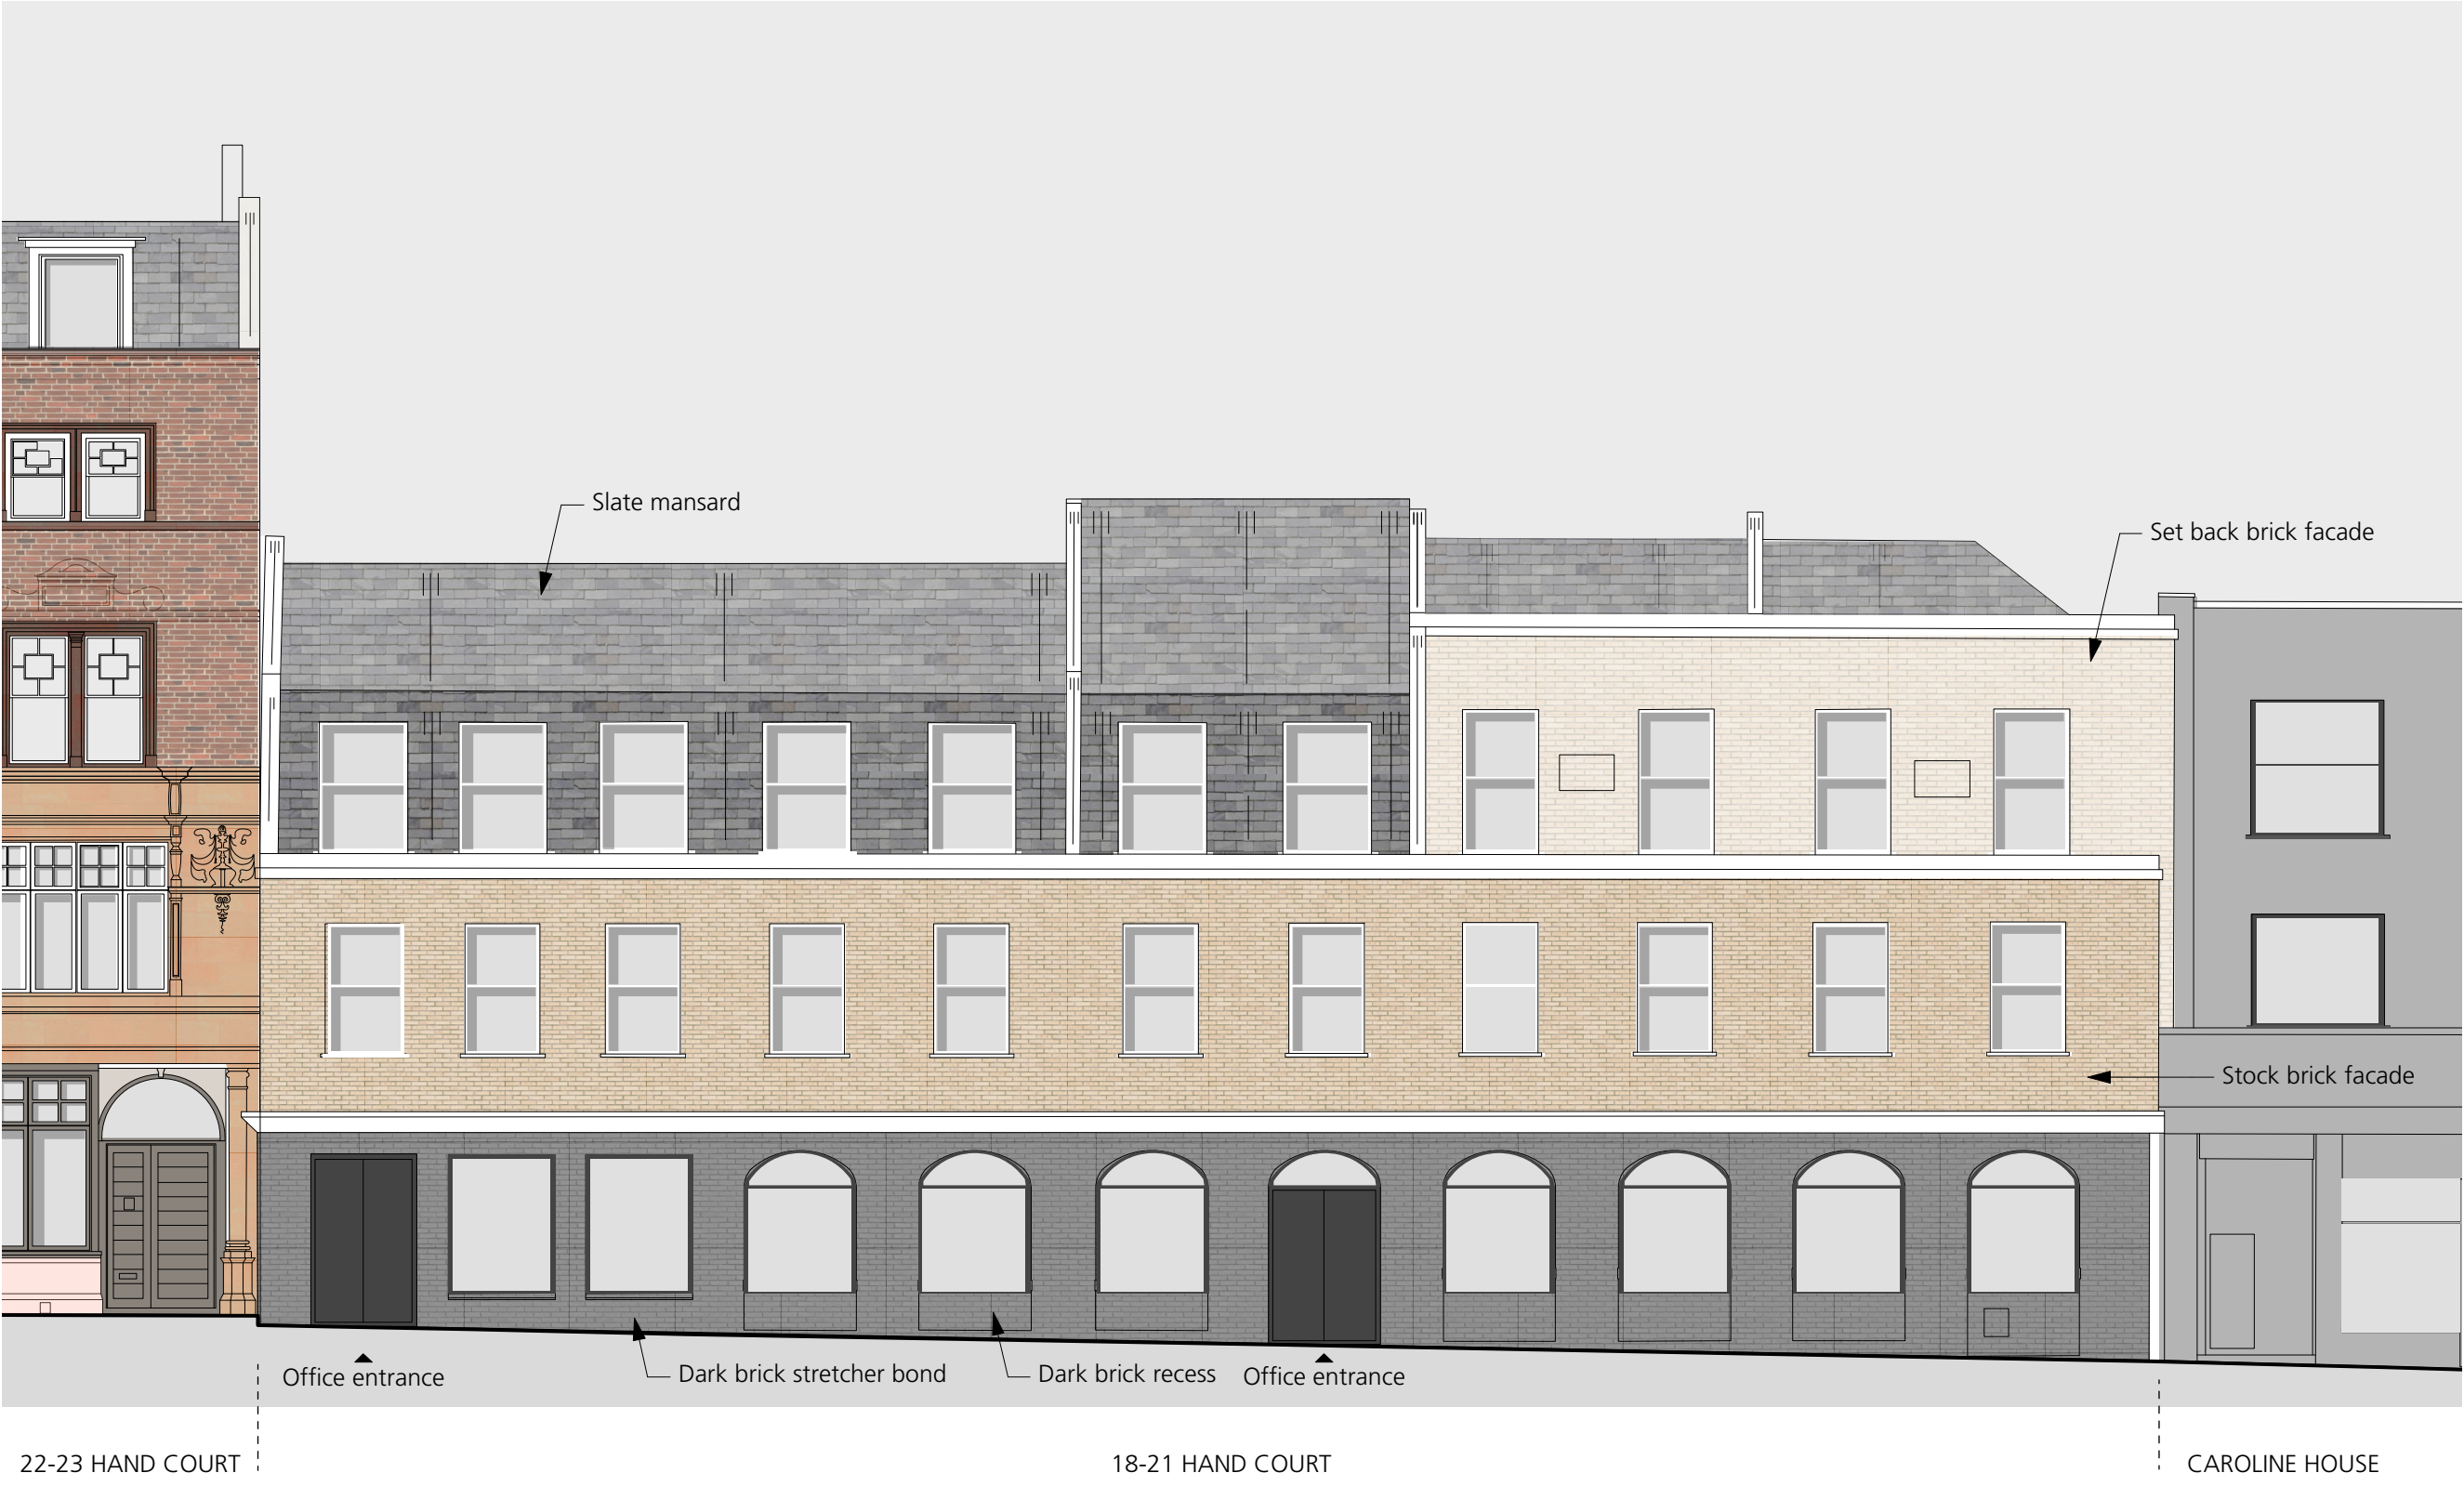 Slate mansard
Set back brick facade
Stock brick facade
Dark brick stretcher bond
Dark brick recess
Office entrance
Office entrance
22-23 HAND COURT
18-21 HAND COURT
CAROLINE HOUSE